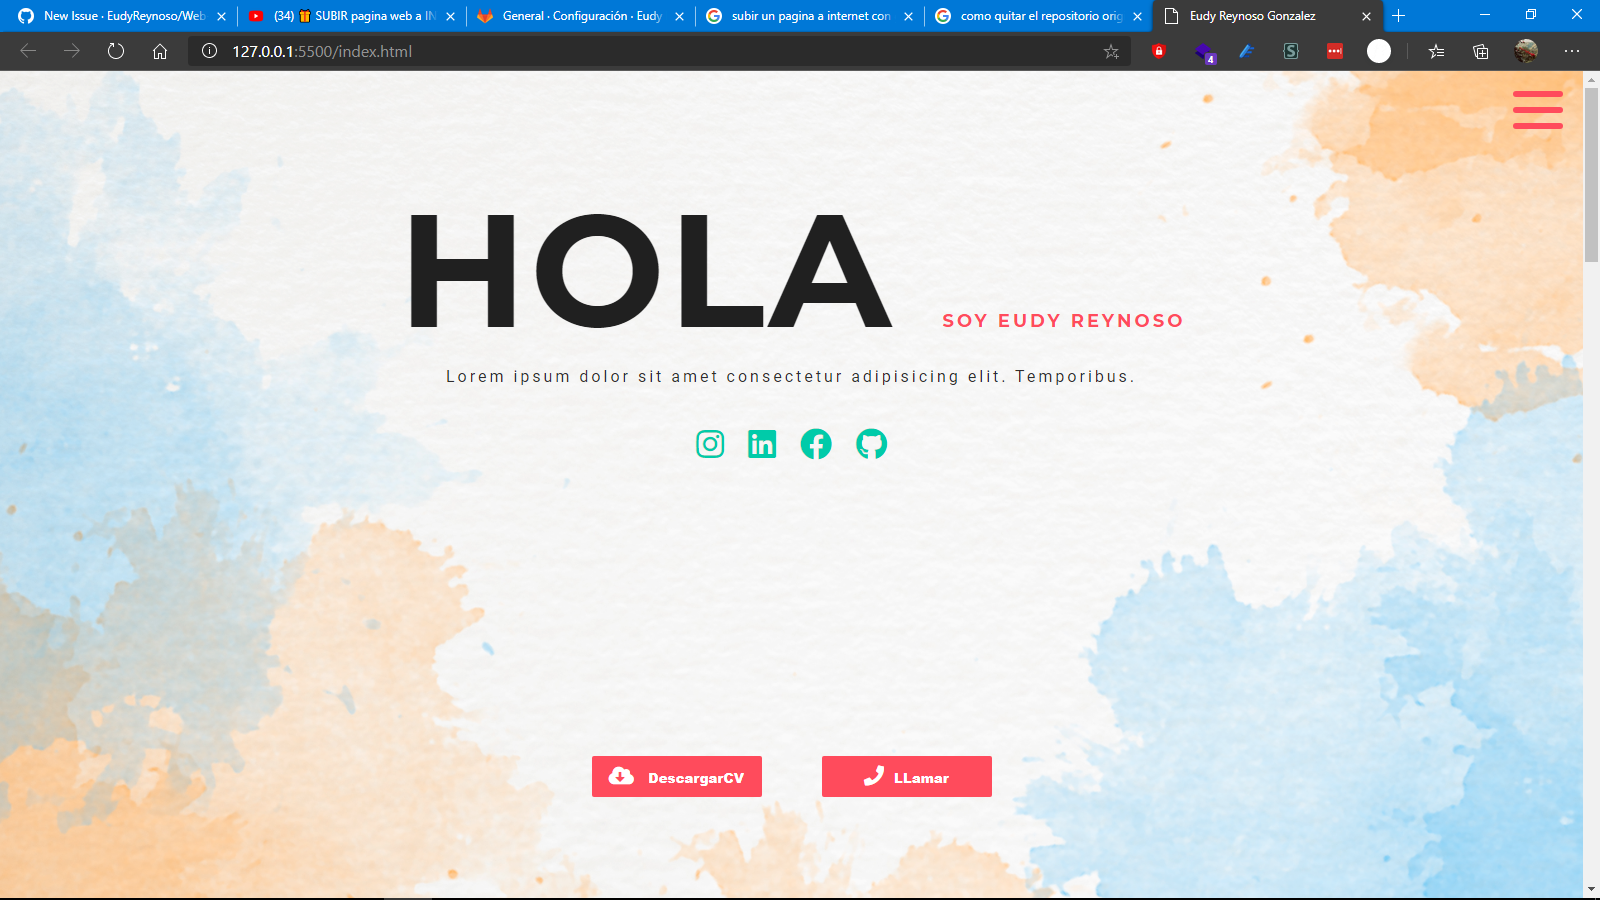 New Issue · EudyReynoso/Web
(34) 🎁 SUBIR pagina web a IN
General · Configuración · Eudy
subir un pagina a internet con
como quitar el repositorio orig
Eudy Reynoso Gonzalez
127.0.0.1:5500/index.html
4
HOLA
SOY EUDY REYNOSO
Lorem ipsum dolor sit amet consectetur adipisicing elit. Temporibus.
DescargarCV
LLamar